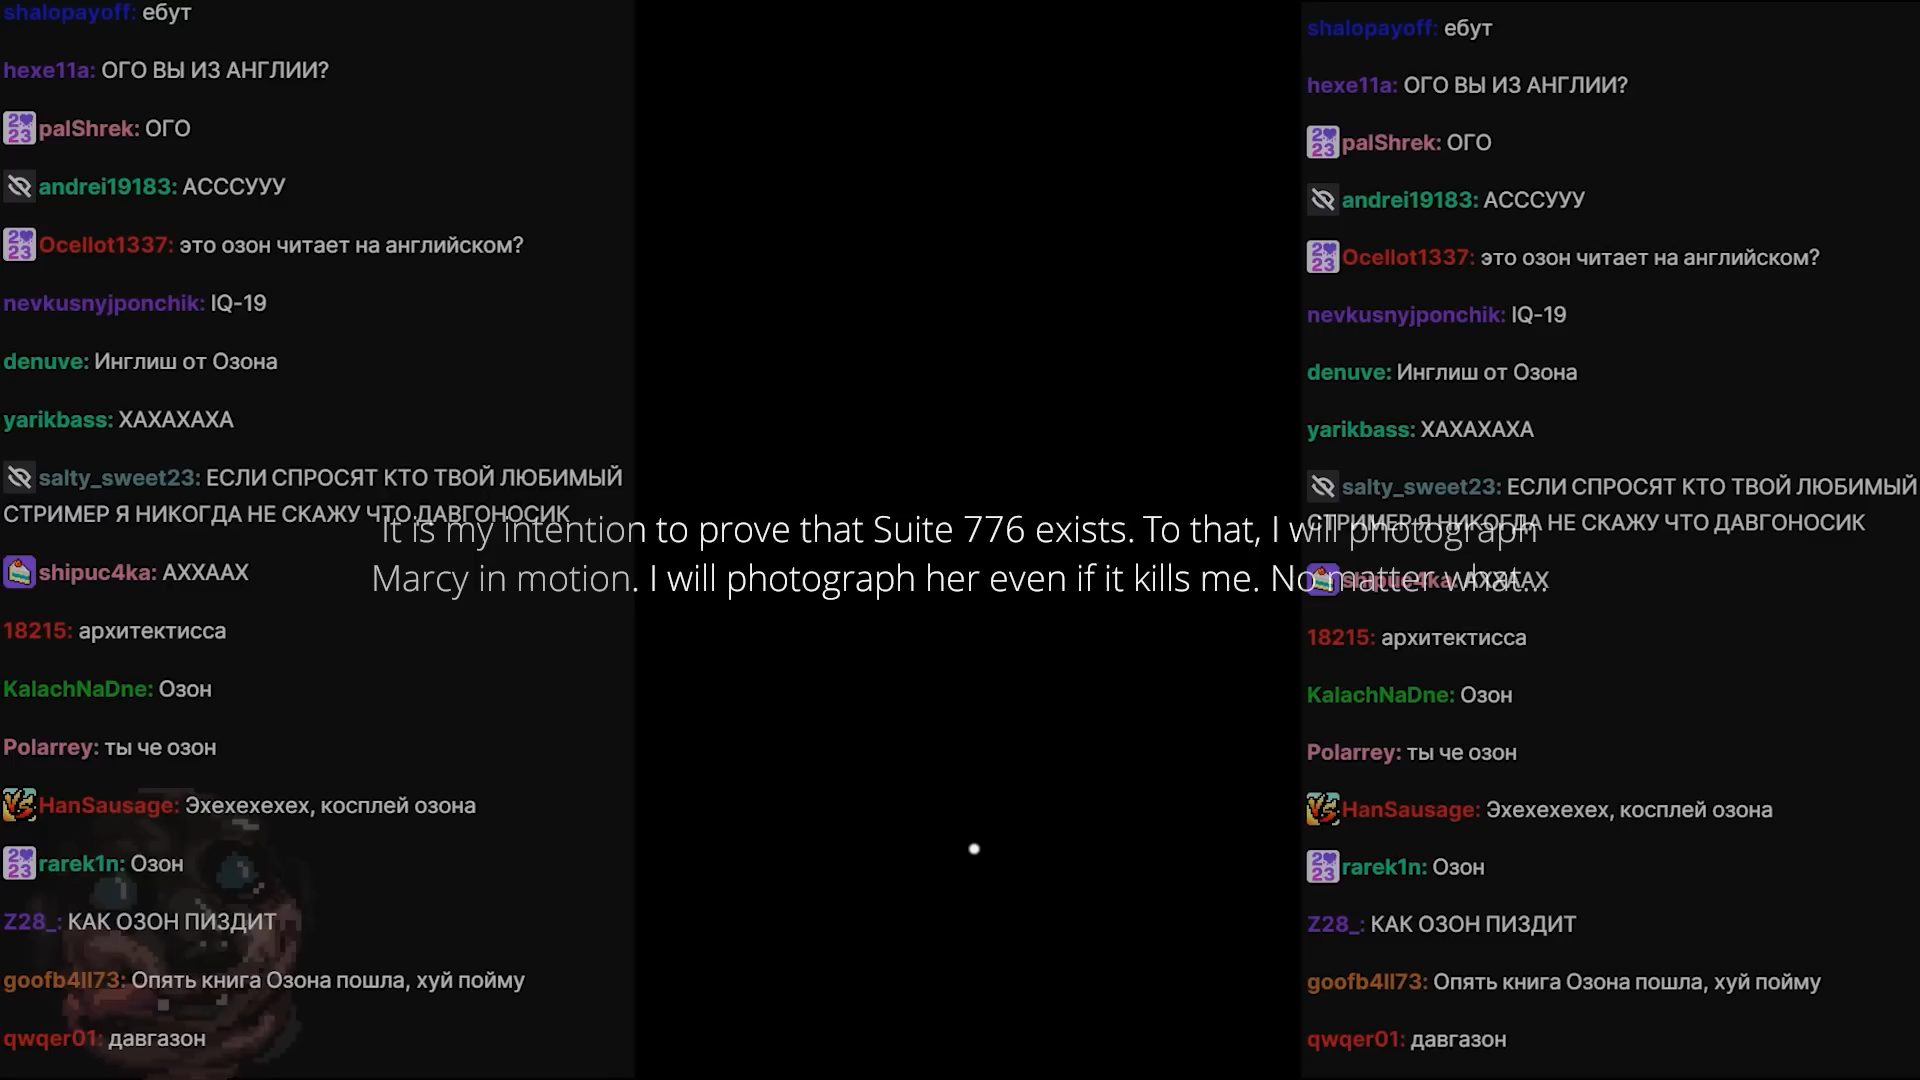 shalopayoff: ебут
hexe11a: ОГО ВЫ ИЗ АНГЛИИ?
palShrek: ОГО
andrei19183: АСССУУУ
Ocellot1337: это озон читает на английском?
nevkusnyjponchik: IQ-19
denuve: Инглиш от Озона
yarikbass: ХАХАХАХА
salty_sweet23: ЕСЛИ СПРОСЯТ КТО ТВОЙ ЛЮБИМЫЙ
СТРИМЕР Я НИКОГДА НЕ СКАЖУ ЧТО ДАВГОНОСИК
shipuc4ka: АХХААХ
18215: архитектисса
KalachNaDne: Озон
Polarrey: ты че озон
HanSausage: Эхехехехех, косплей озона
rarek1n: Озон
Z28_: КАК ОЗОН ПИЗДИТ
goofb4ll73: Опять книга Озона пошла, хуй пойму
qwqer01: давгазон
It is my intention to prove that Suite 776 exists. To that, I will photograph
Marcy in motion. I will photograph her even if it kills me. No matter what...
shalopayoff: ебут
hexe11a: ОГО ВЫ ИЗ АНГЛИИ?
palShrek: ОГО
andrei19183: АСССУУУ
Ocellot1337: это озон читает на английском?
nevkusnyjponchik: IQ-19
denuve: Инглиш от Озона
yarikbass: ХАХАХАХА
salty_sweet23: ЕСЛИ СПРОСЯТ КТО ТВОЙ ЛЮБИМЫЙ
СТРИМЕР Я НИКОГДА НЕ СКАЖУ ЧТО ДАВГОНОСИК
shipuc4ka: АХХААХ
18215: архитектисса
KalachNaDne: Озон
Polarrey: ты че озон
HanSausage: Эхехехехех, косплей озона
rarek1n: Озон
Z28_: КАК ОЗОН ПИЗДИТ
goofb4ll73: Опять книга Озона пошла, хуй пойму
qwqer01: давгазон